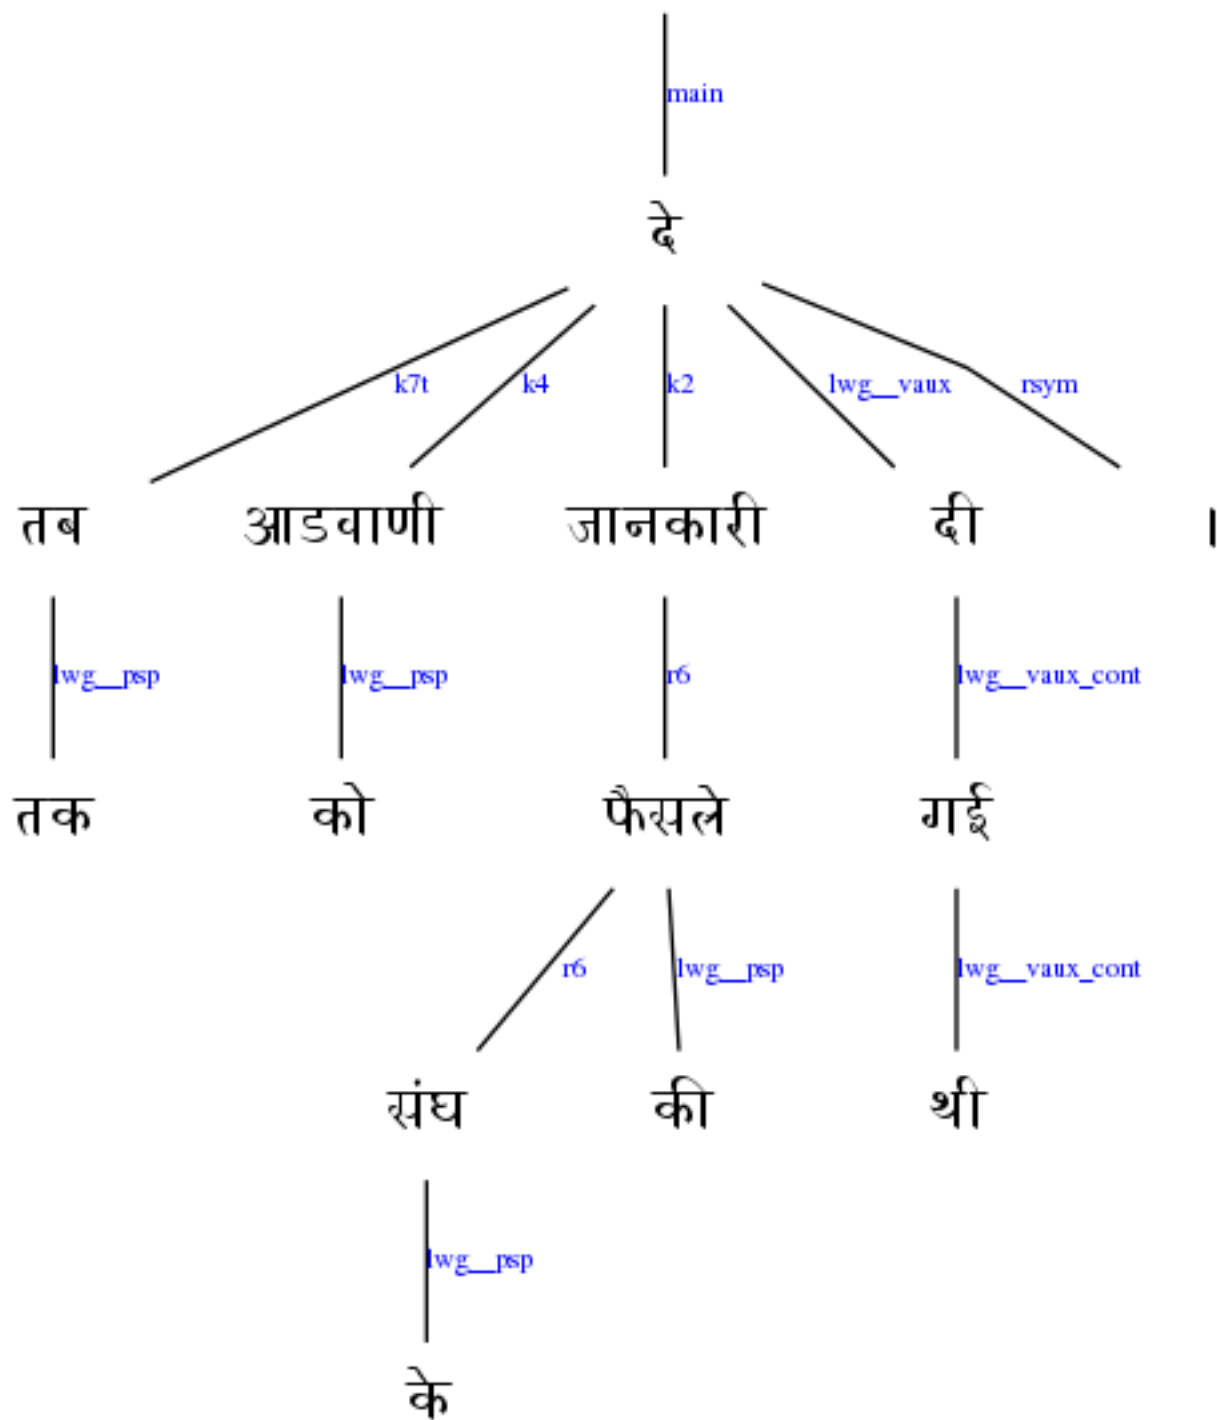 main
दे
k7t k4 k2 lwg__vaux rsym
तब आडवाणी जानकारी दी ।
lwg__psp lwg__psp r6 lwg__vaux_cont
तक को फैसले गई
r6 lwg__psp lwg__vaux_cont
संघ की थी
lwg__psp
के